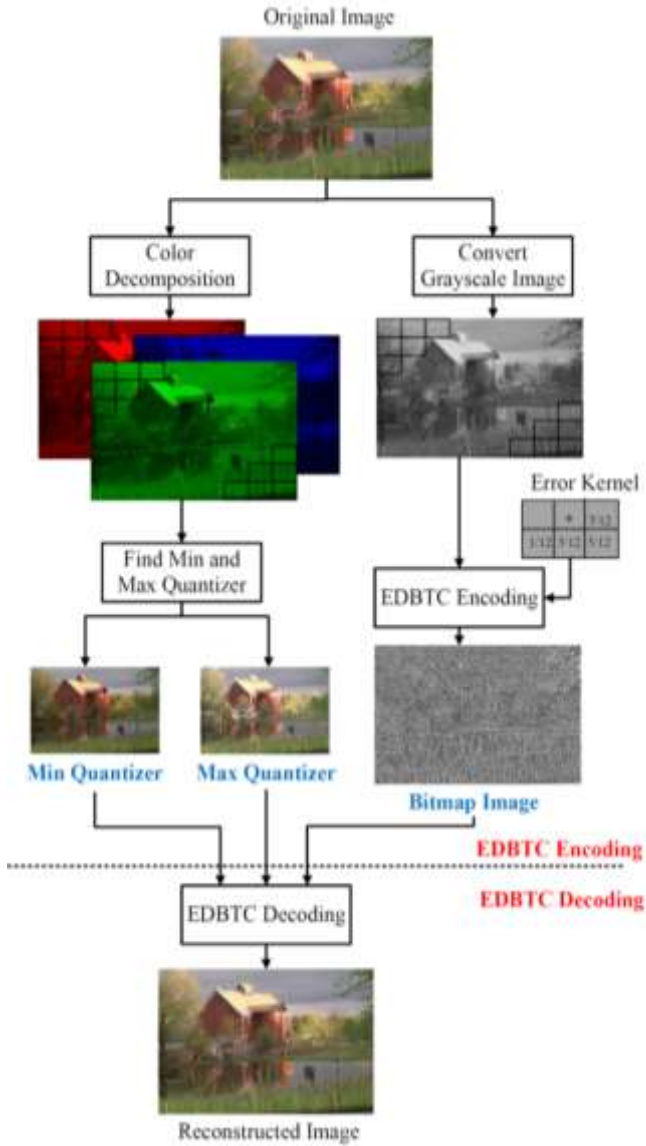 Original Image
Color
Decomposition
Convert
Grayscale Image
Error Kernel
Find Min and
Max Quantizer
EDBTC Encoding
Min Quantizer
Max Quantizer
Bitmap Image
EDBTC Encoding
EDBTC Decoding
EDBTC Decoding
Reconstructed Image